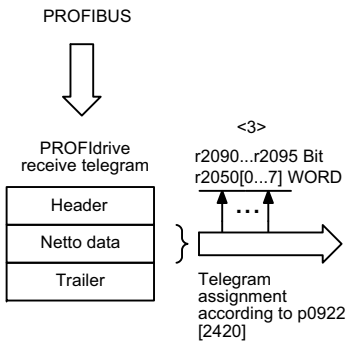 PROFIBUS
PROFIdrive
receive telegram
Header
Netto data
Trailer
<3>
r2090...r2095 Bit
r2050[0...7] WORD
...
Telegram
assignment
according to p0922
[2420]